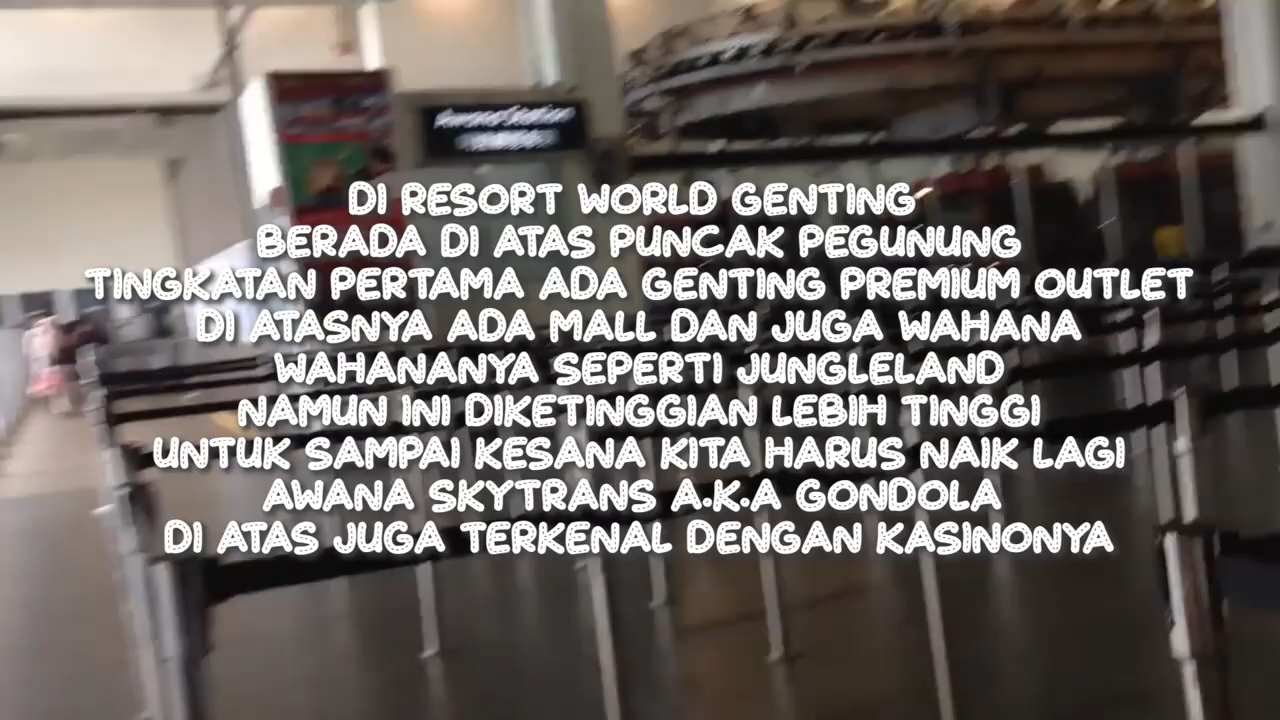 Awana Station
DI RESORT WORLD GENTING
BERADA DI ATAS PUNCAK PEGUNUNG
TINGKATAN PERTAMA ADA GENTING PREMIUM OUTLET
DI ATASNYA ADA MALL DAN JUGA WAHANA
WAHANANYA SEPERTI JUNGLELAND
NAMUN INI DIKETINGGIAN LEBIH TINGGI
UNTUK SAMPAI KESANA KITA HARUS NAIK LAGI
AWANA SKYTRANS A.K.A GONDOLA
DI ATAS JUGA TERKENAL DENGAN KASINONYA